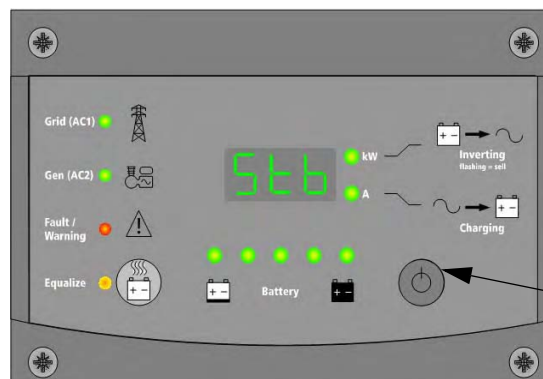 Grid (AC1)
Gen (AC2)
Fault /
Warning
Equalize
Stb
kW
A
Inverting
flashing = sell
Charging
Battery